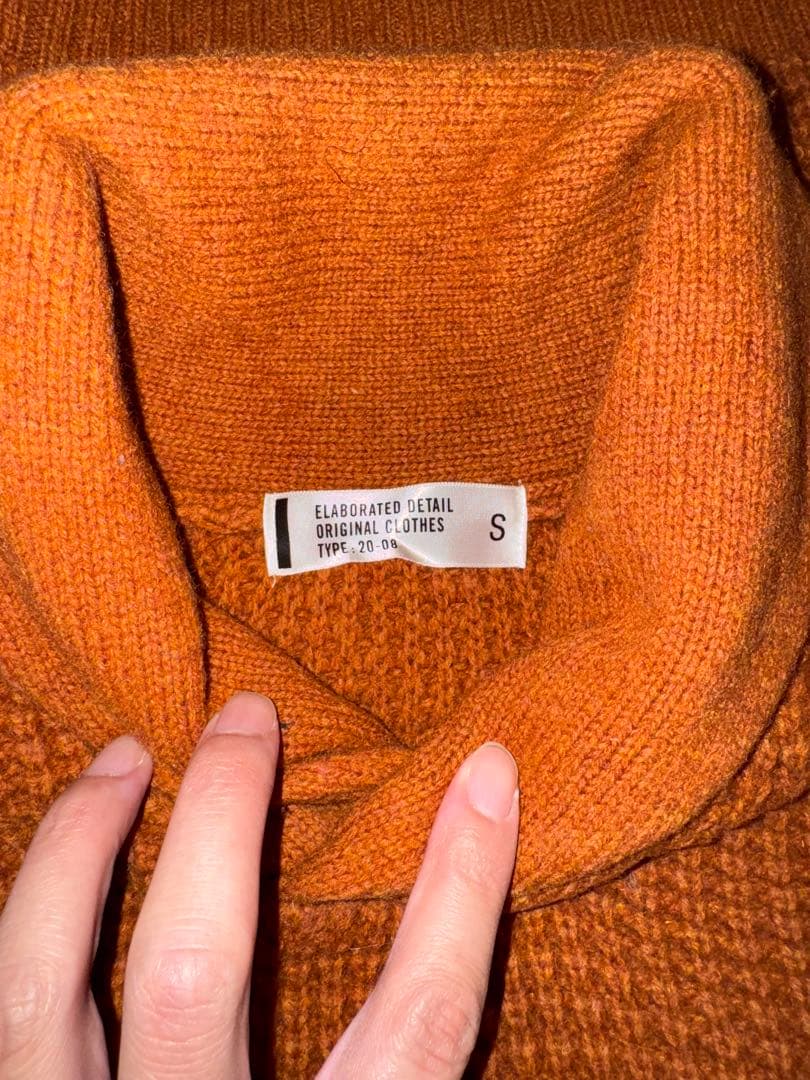 ELABORATED DETAIL
ORIGINAL CLOTHES
TYPE : 20-08
S